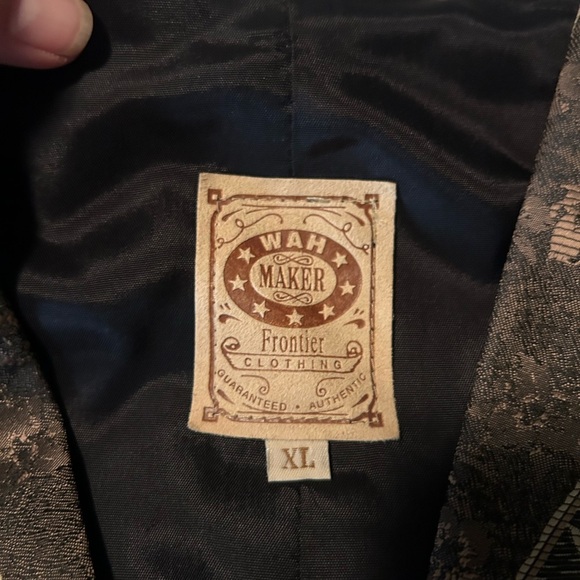 WAH
MAKER
Frontier
CLOTHING
GUARANTEED • AUTHENTIC
XL